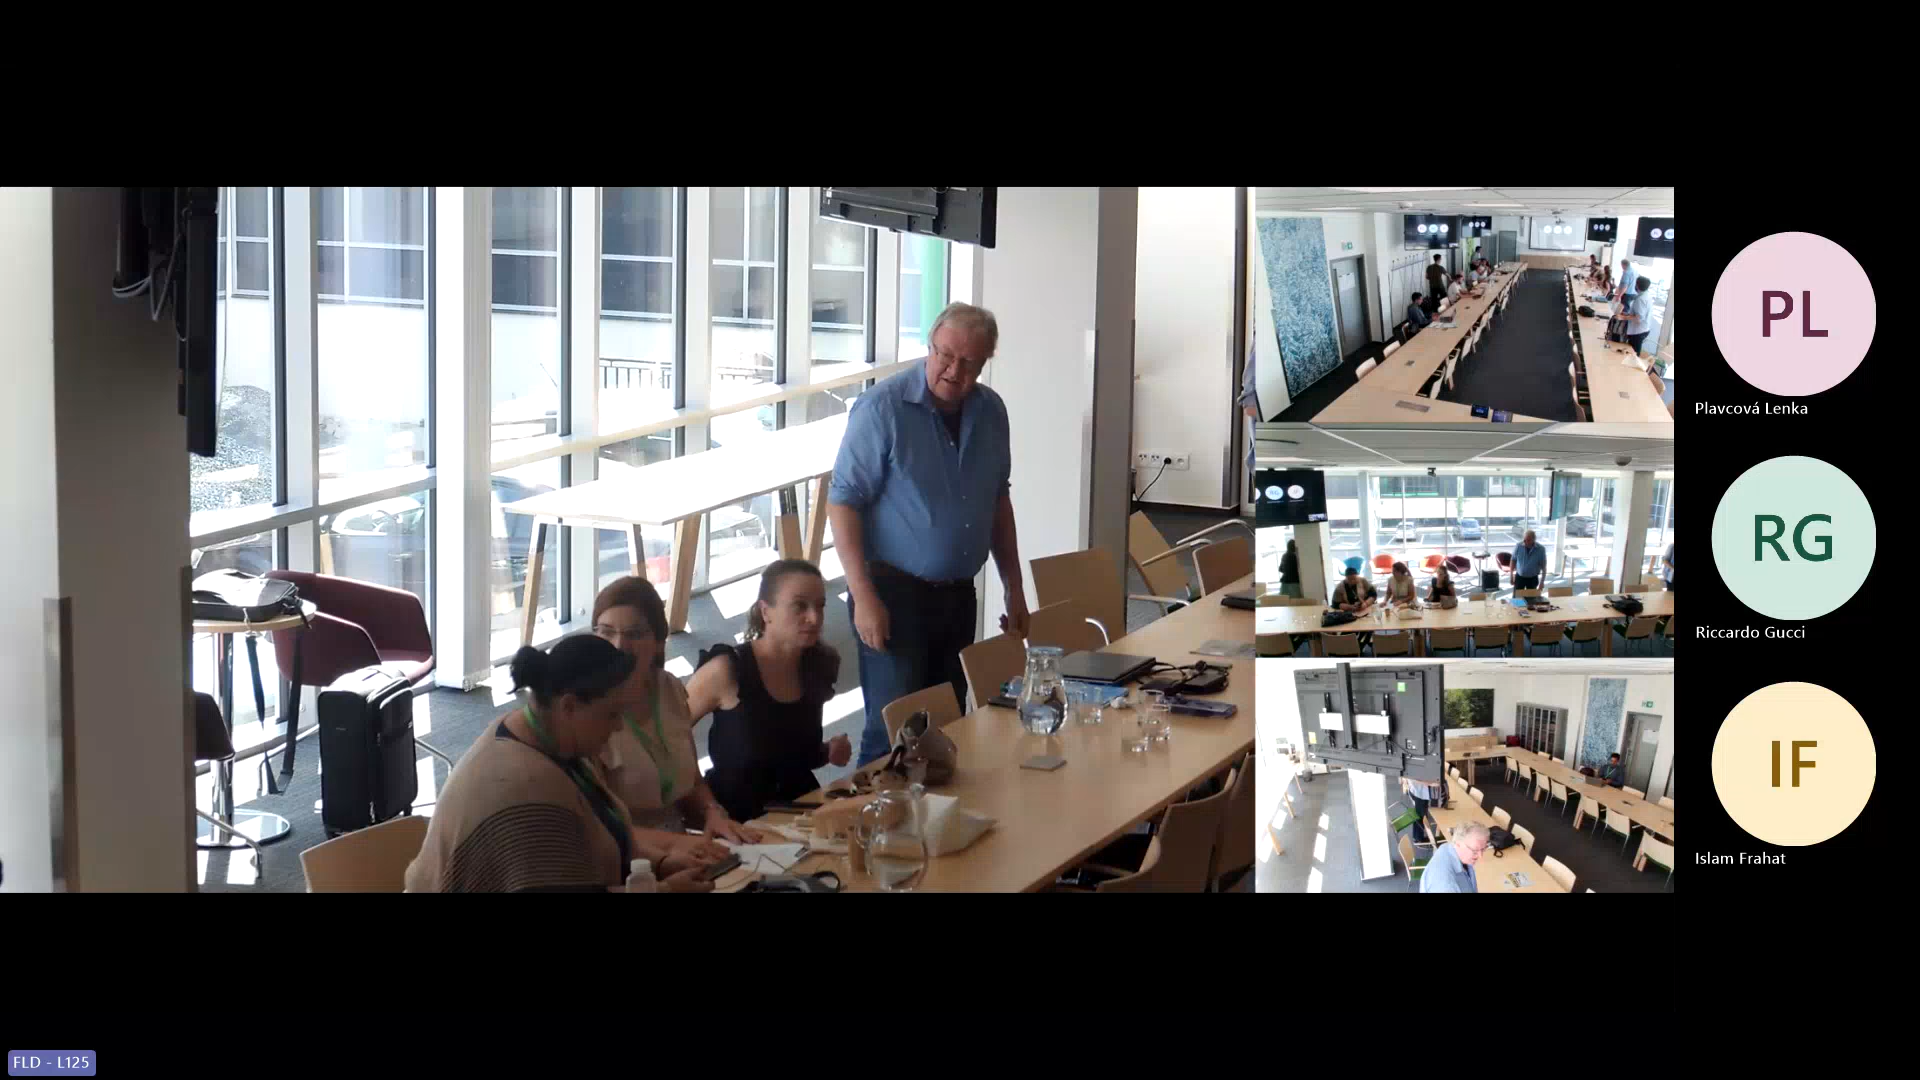 PL
Plavcová Lenka
RG
Riccardo Gucci
IF
Islam Frahat
FLD - L125